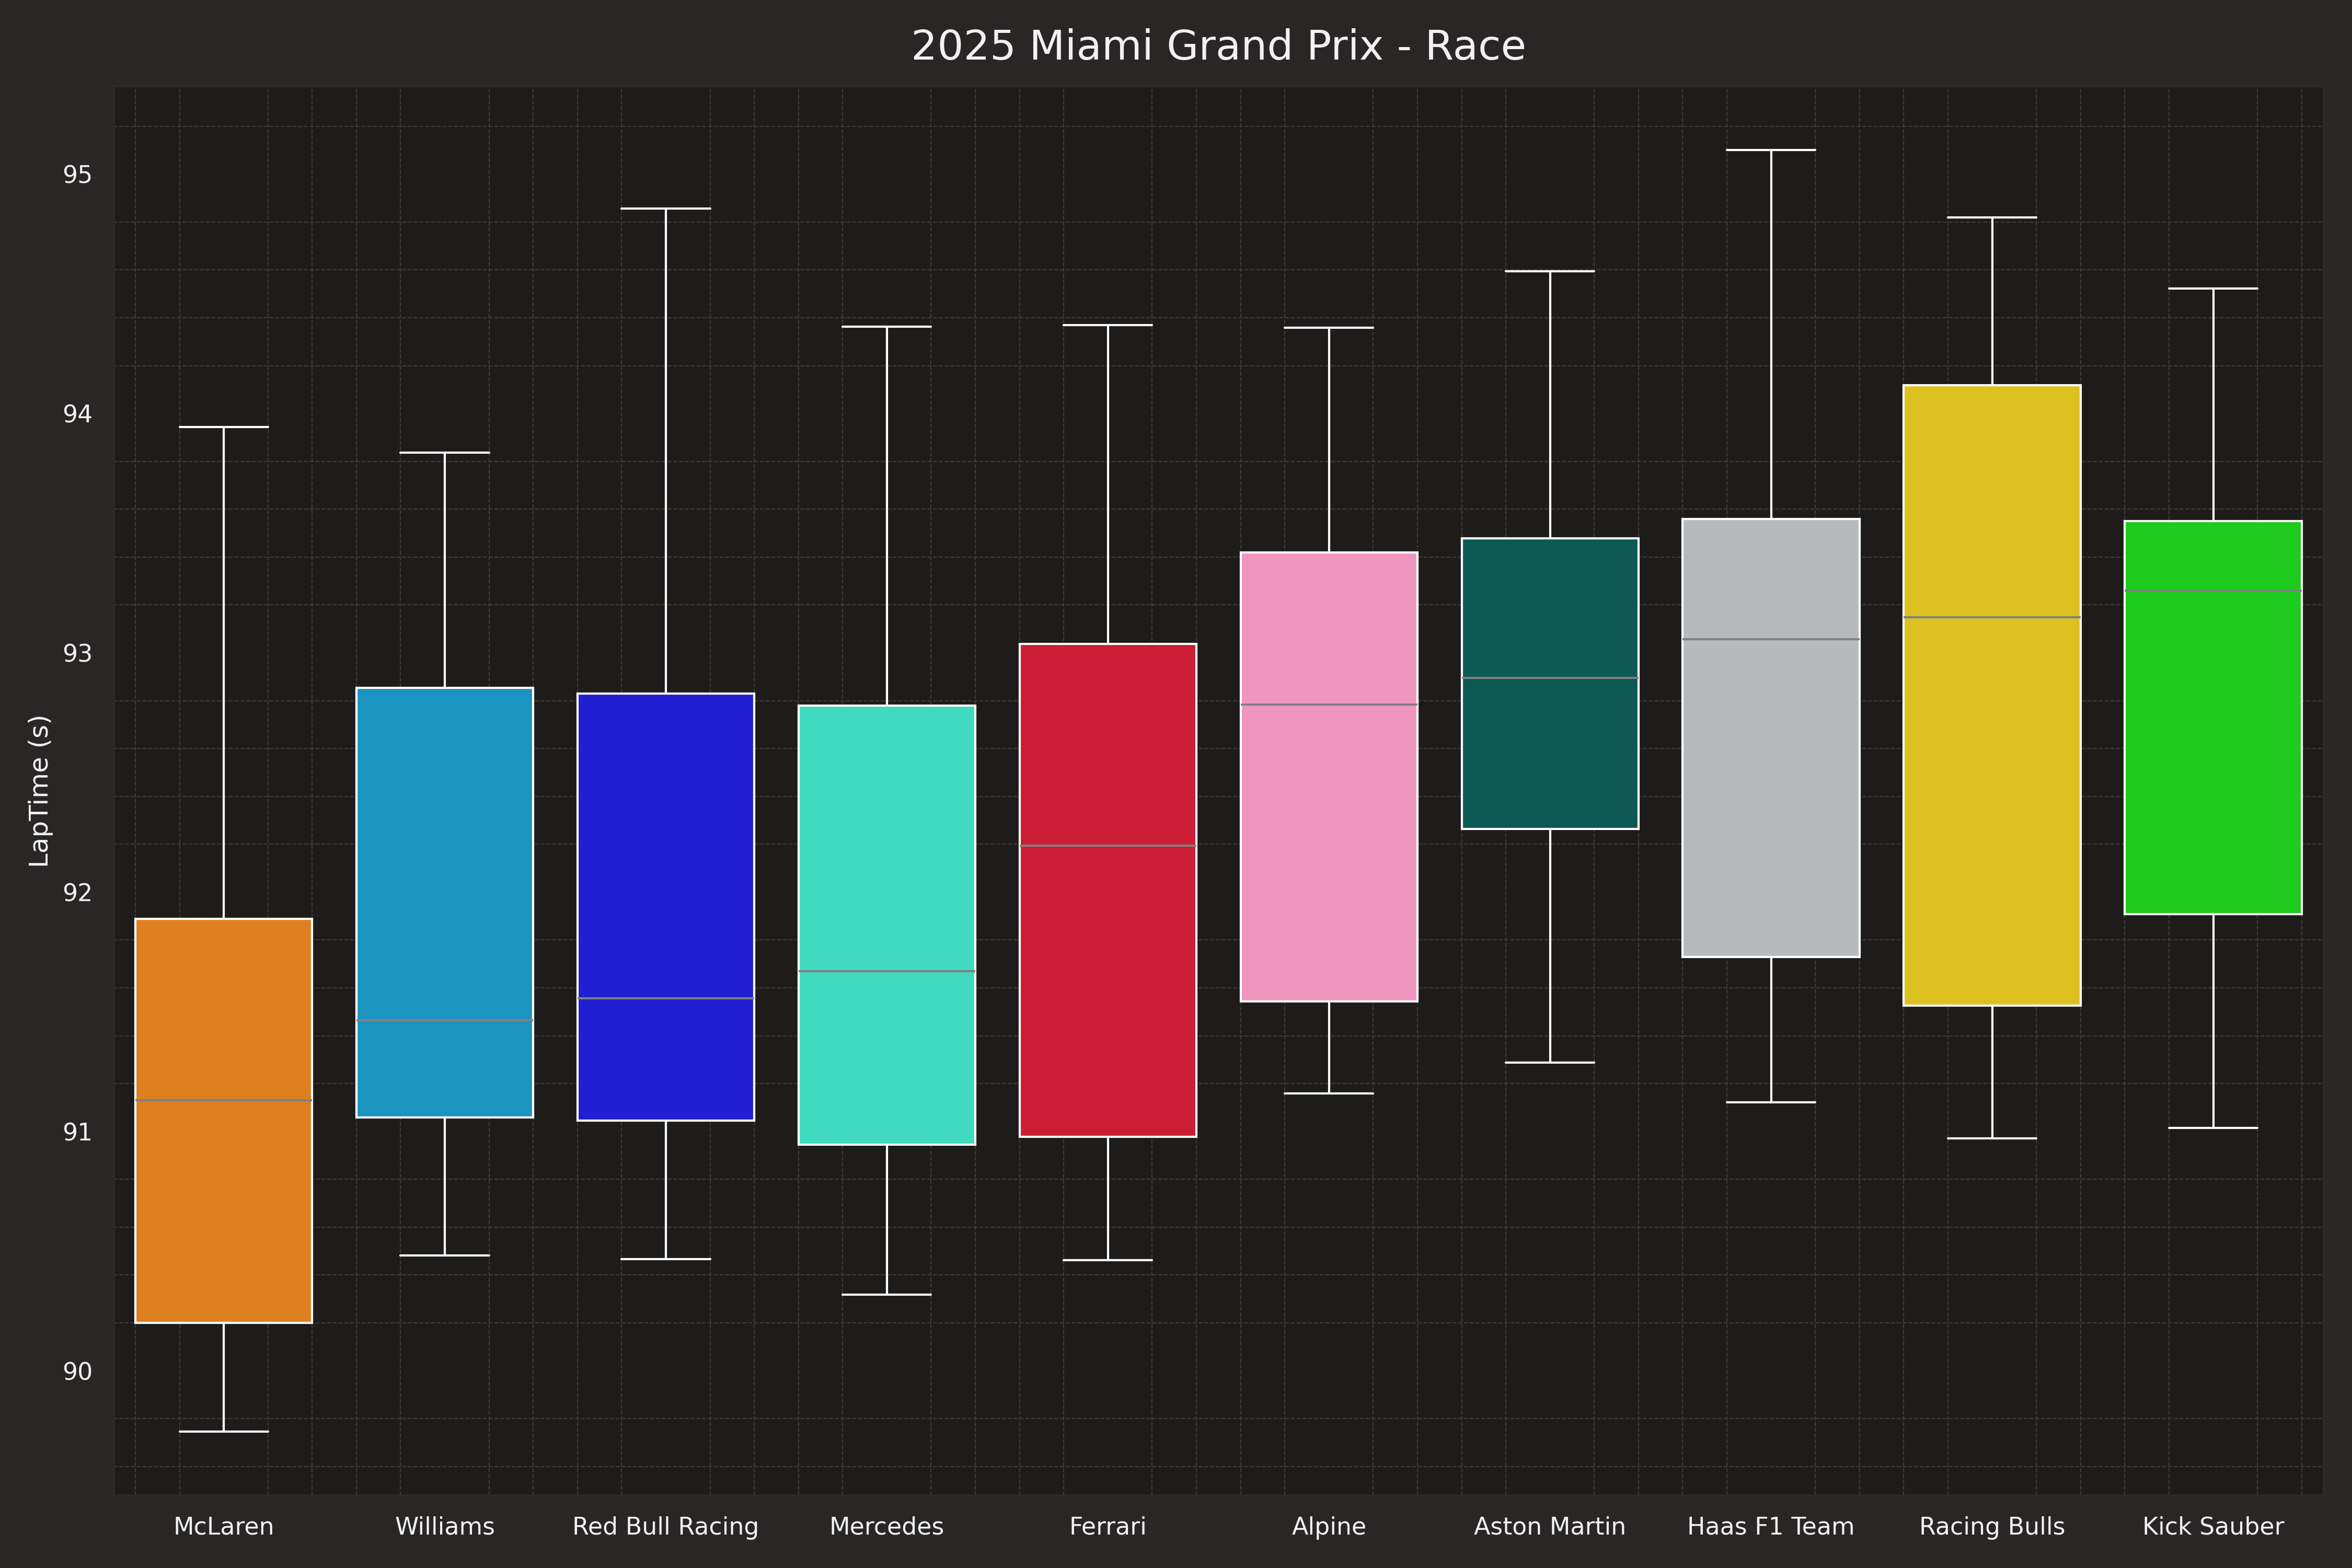 2025 Miami Grand Prix - Race
LapTime (s)
95
94
93
92
91
90
McLaren Williams Red Bull Racing Mercedes Ferrari Alpine Aston Martin Haas F1 Team Racing Bulls Kick Sauber